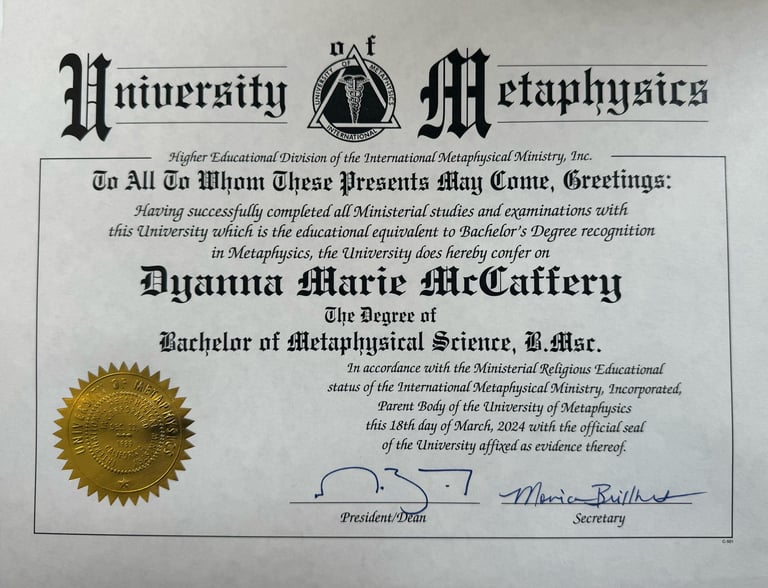 University of Metaphysics
UNIVERSITY OF METAPHYSICS
INTERNATIONAL
Higher Educational Division of the International Metaphysical Ministry, Inc.
To All To Whom These Presents May Come, Greetings:
Having successfully completed all Ministerial studies and examinations with
this University which is the educational equivalent to Bachelor's Degree recognition
in Metaphysics, the University does hereby confer on
Dyanna Marie McCaffery
The Degree of
Bachelor of Metaphysical Science, B.Msc.
In accordance with the Ministerial Religious Educational
status of the International Metaphysical Ministry, Incorporated,
Parent Body of the University of Metaphysics
this 18th day of March, 2024 with the official seal
of the University affixed as evidence thereof.
UNIVERSITY OF METAPHYSICS
President/Dean
Secretary